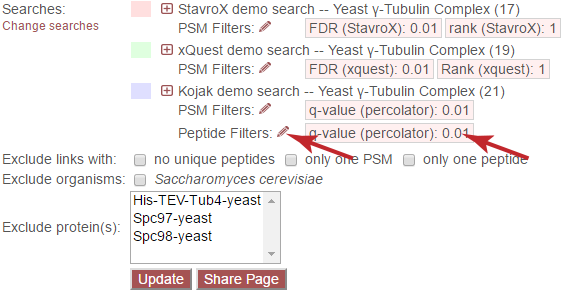 Searches: StavroX demo search -- Yeast γ-Tubulin Complex (17)
Change searches PSM Filters: FDR (StavroX): 0.01 rank (StavroX): 1
xQuest demo search -- Yeast γ-Tubulin Complex (19)
PSM Filters: FDR (xquest): 0.01 Rank (xquest): 1
Kojak demo search -- Yeast γ-Tubulin Complex (21)
PSM Filters: q-value (percolator): 0.01
Peptide Filters: q-value (percolator): 0.01
Exclude links with: no unique peptides only one PSM only one peptide
Exclude organisms: Saccharomyces cerevisiae
His-TEV-Tub4-yeast
Exclude protein(s): Spc97-yeast
Spc98-yeast
Update Share Page